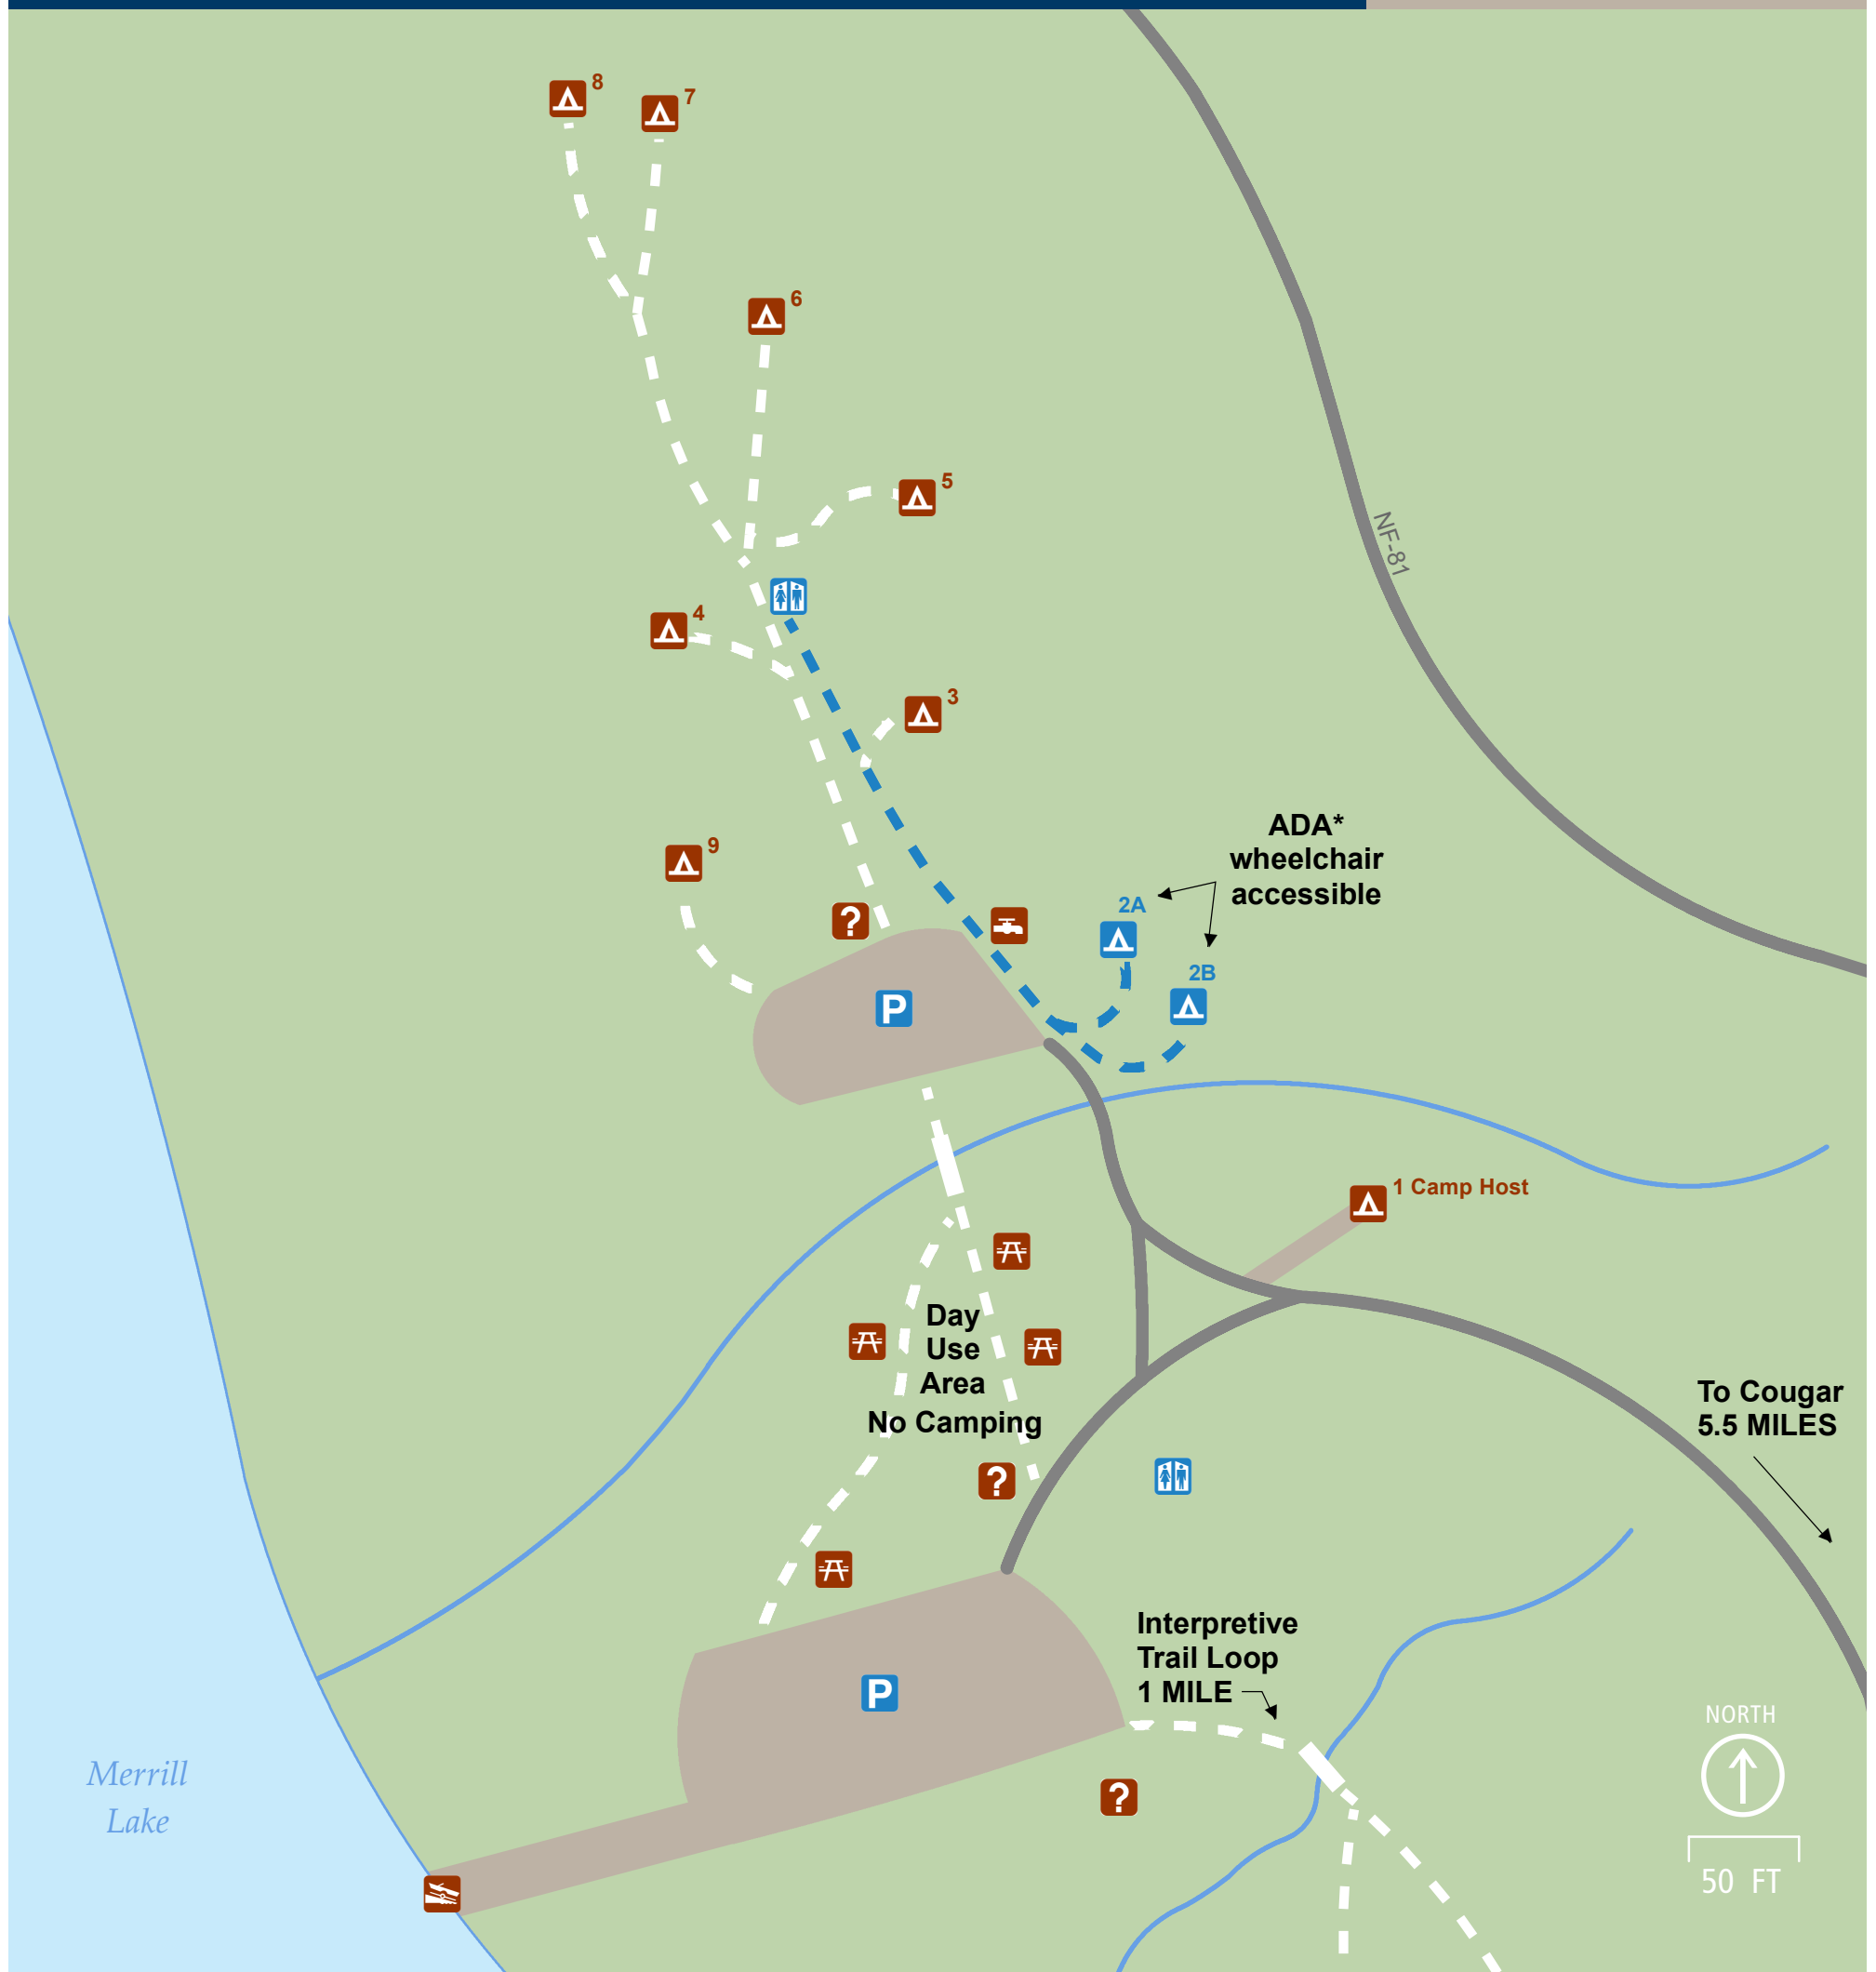 8
7
6
5
NF-81
4
3
ADA*
wheelchair
accessible
9
?
2A
2B
P
1 Camp Host
Day
Use
Area
No Camping
To Cougar
5.5 MILES
?
Interpretive
Trail Loop
1 MILE
P
NORTH
Merrill
Lake
?
50 FT